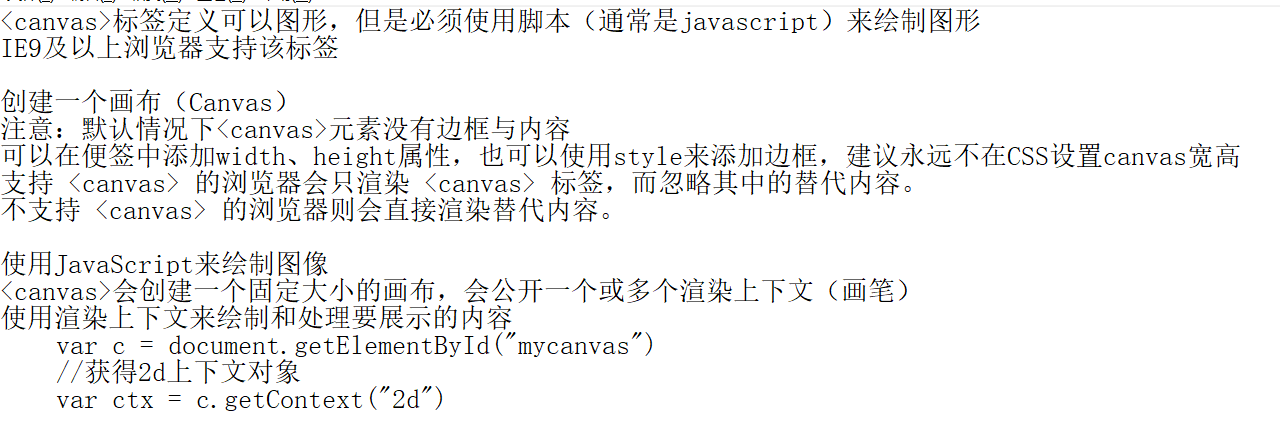 <canvas>标签定义可以图形，但是必须使用脚本（通常是javascript）来绘制图形
IE9及以上浏览器支持该标签
创建一个画布（Canvas）
注意：默认情况下<canvas>元素没有边框与内容
可以在便签中添加width、height属性，也可以使用style来添加边框，建议永远不在CSS设置canvas宽高
支持 <canvas> 的浏览器会只渲染 <canvas> 标签，而忽略其中的替代内容。
不支持 <canvas> 的浏览器则会直接渲染替代内容。
使用JavaScript来绘制图像
<canvas>会创建一个固定大小的画布，会公开一个或多个渲染上下文（画笔）
使用渲染上下文来绘制和处理要展示的内容
var c = document.getElementById("mycanvas")
//获得2d上下文对象
var ctx = c.getContext("2d")